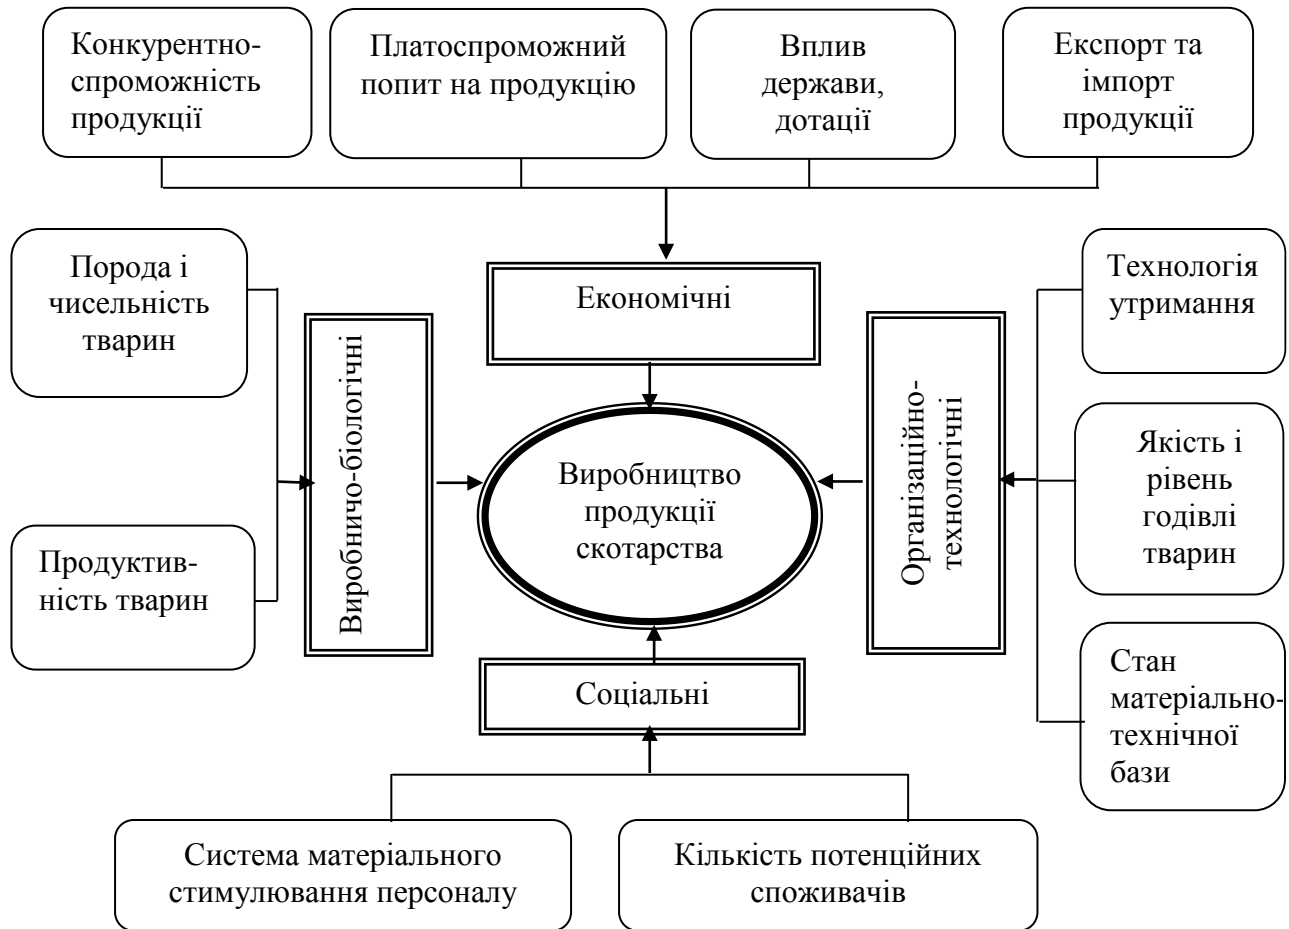 Конкурентно-
спроможність
продукції
Платоспроможний
попит на продукцію
Вплив
держави,
дотації
Експорт та
імпорт
продукції
Порода і
чисельність
тварин
Економічні
Технологія
утримання
Виробничо-біологічні
Організаційно-
технологічні
Виробництво
продукції
скотарства
Якість і
рівень
годівлі
тварин
Продуктив-
ність тварин
Соціальні
Стан
матеріально-
технічної
бази
Система матеріального
стимулювання персоналу
Кількість потенційних
споживачів